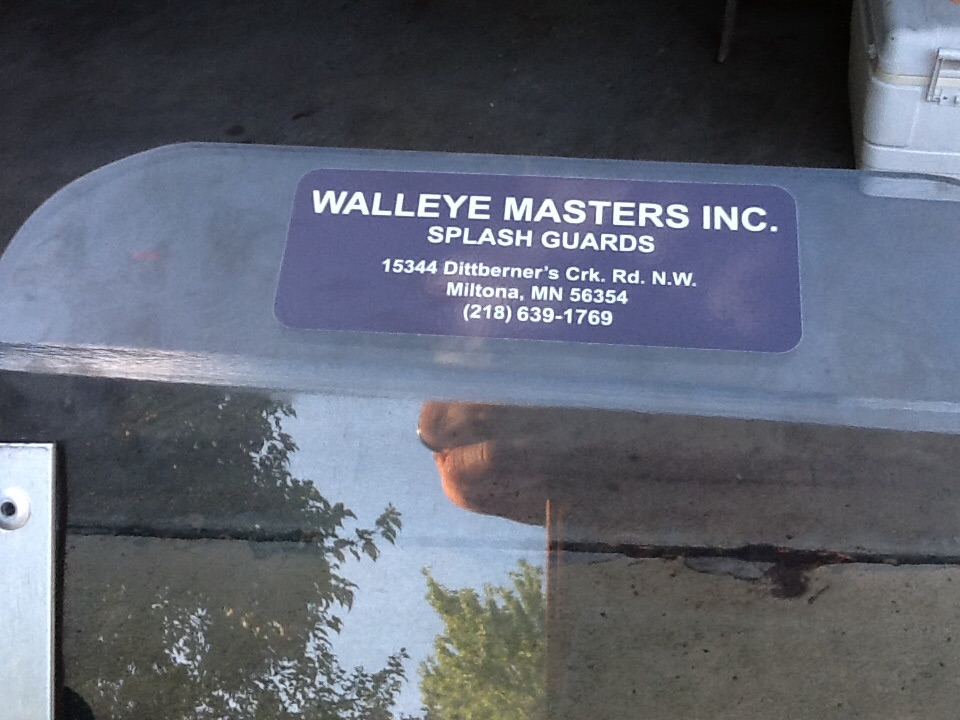 WALLEYE MASTERS INC.
SPLASH GUARDS
15344 Dittberner's Crk. Rd. N.W.
Miltona, MN 56354
(218) 639-1769